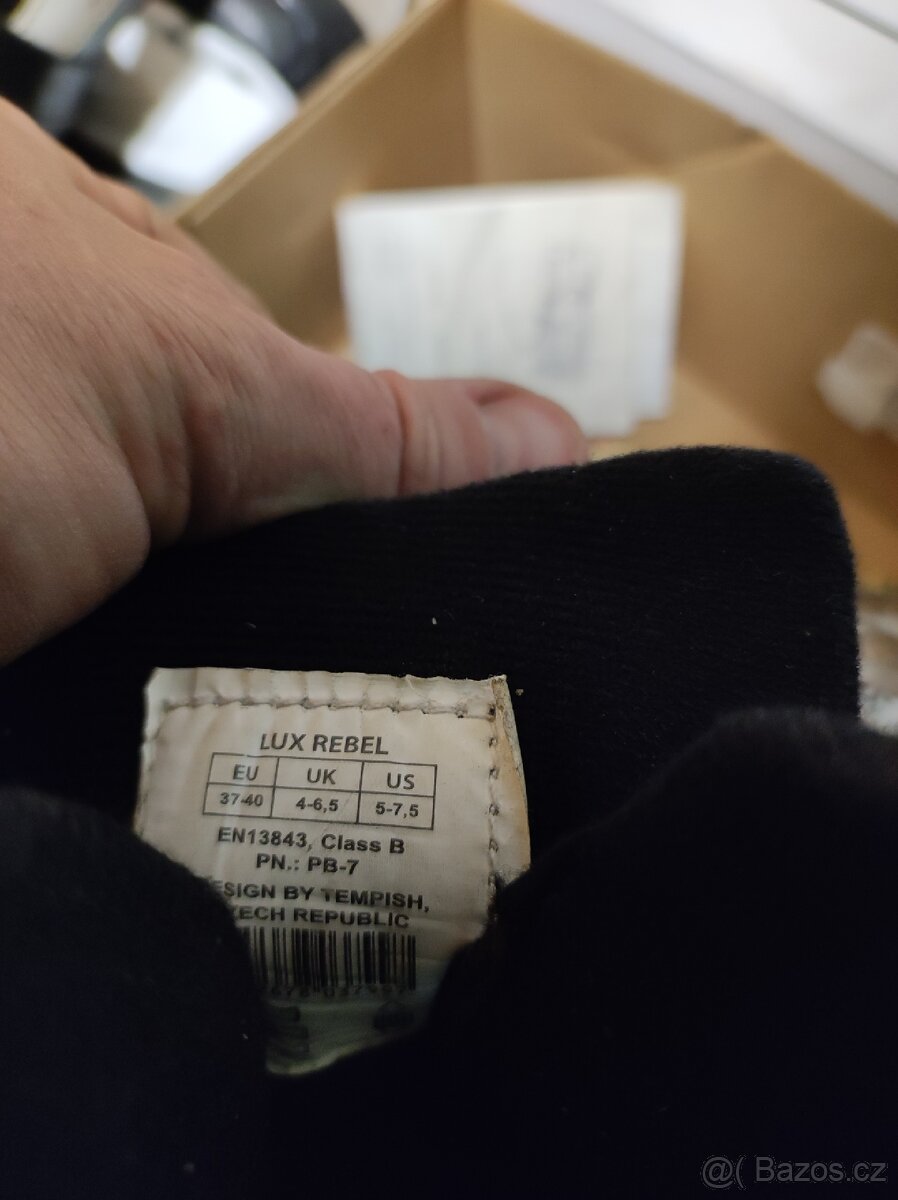 LUX REBEL
EU UK US
37-40 4-6,5 5-7,5
EN13843, Class B
PN.: PB-7
ESIGN BY TEMPISH,
ZECH REPUBLIC
@( Bazos.cz